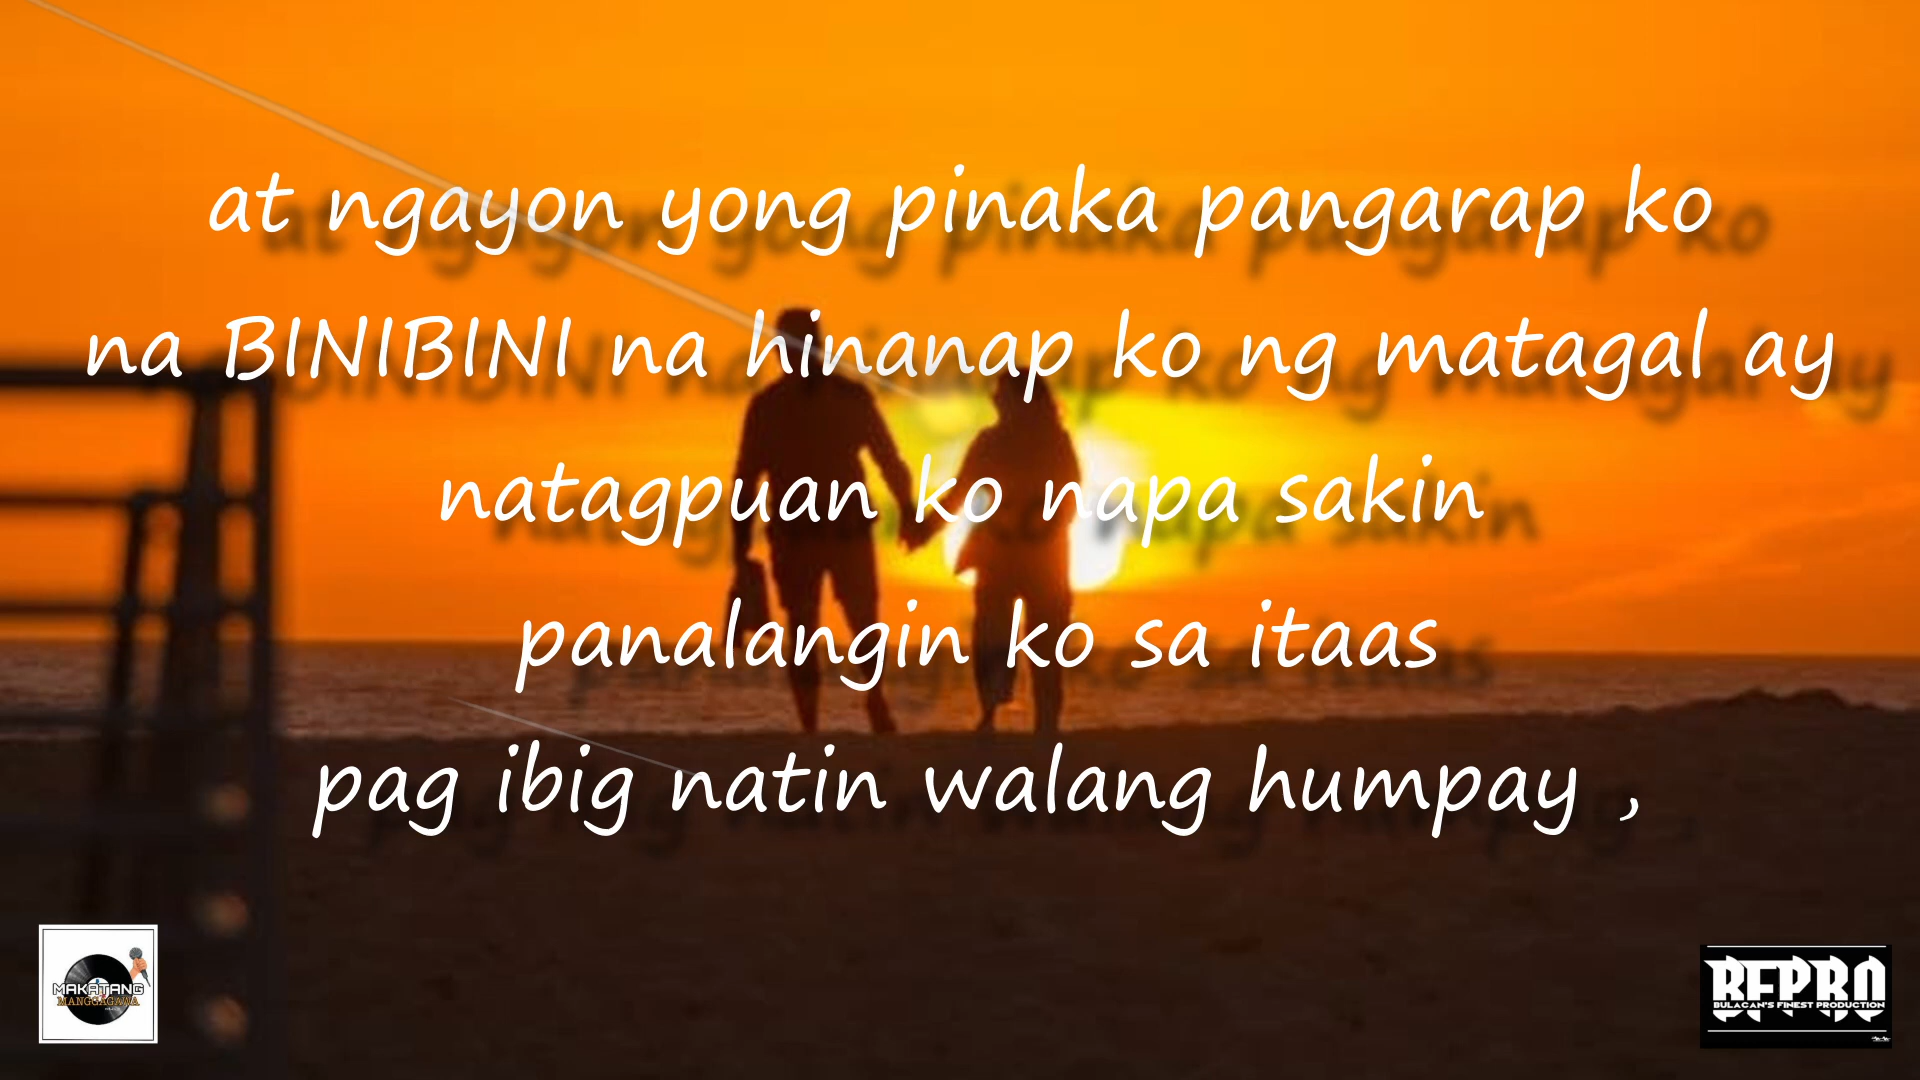 at ngayon yong pinaka pangarap ko
na BINIBINI na hinanap ko ng matagal ay
natagpuan ko napa sakin
panalangin ko sa itaas
pag ibig natin walang humpay ,
MAKATANG
MANGGAGAWA
BFPRO
BULACAN'S FINEST PRODUCTION